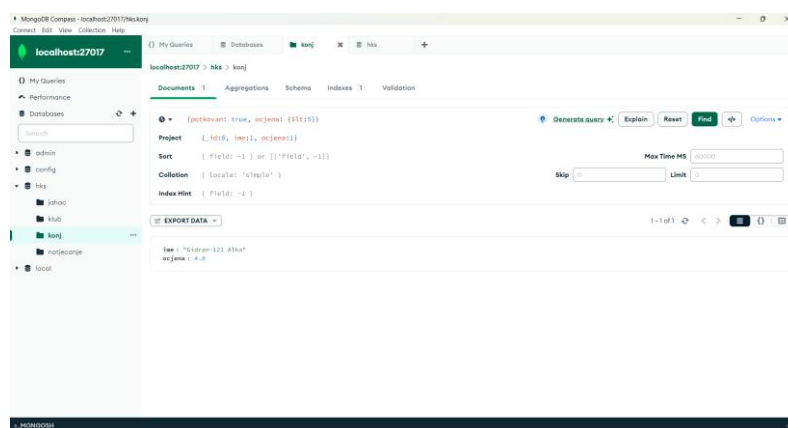 MongoDB Compass - localhost:27017/hks.konj
Connect Edit View Collection Help
localhost:27017 ...
{} My Queries
Databases
konj
hks
localhost:27017 > hks > konj
My Queries
Performance
Databases
Search
admin
config
hks
jahac
klub
konj ...
natjecanje
local
Documents 1 Aggregations Schema Indexes 1 Validation
{potkovan: true, ocjena: {$lt:5}}
Generate query Explain Reset Find </> Options
Project {_id:0, ime:1, ocjena:1}
Sort { field: -1 } or [['field', -1]]
Max Time MS 60000
Collation { locale: 'simple' }
Skip 0 Limit 0
Index Hint { field: -1 }
EXPORT DATA
1-1 of 1
ime : "Gidran-121 Alka"
ocjena : 4.8
>_MONGOSH